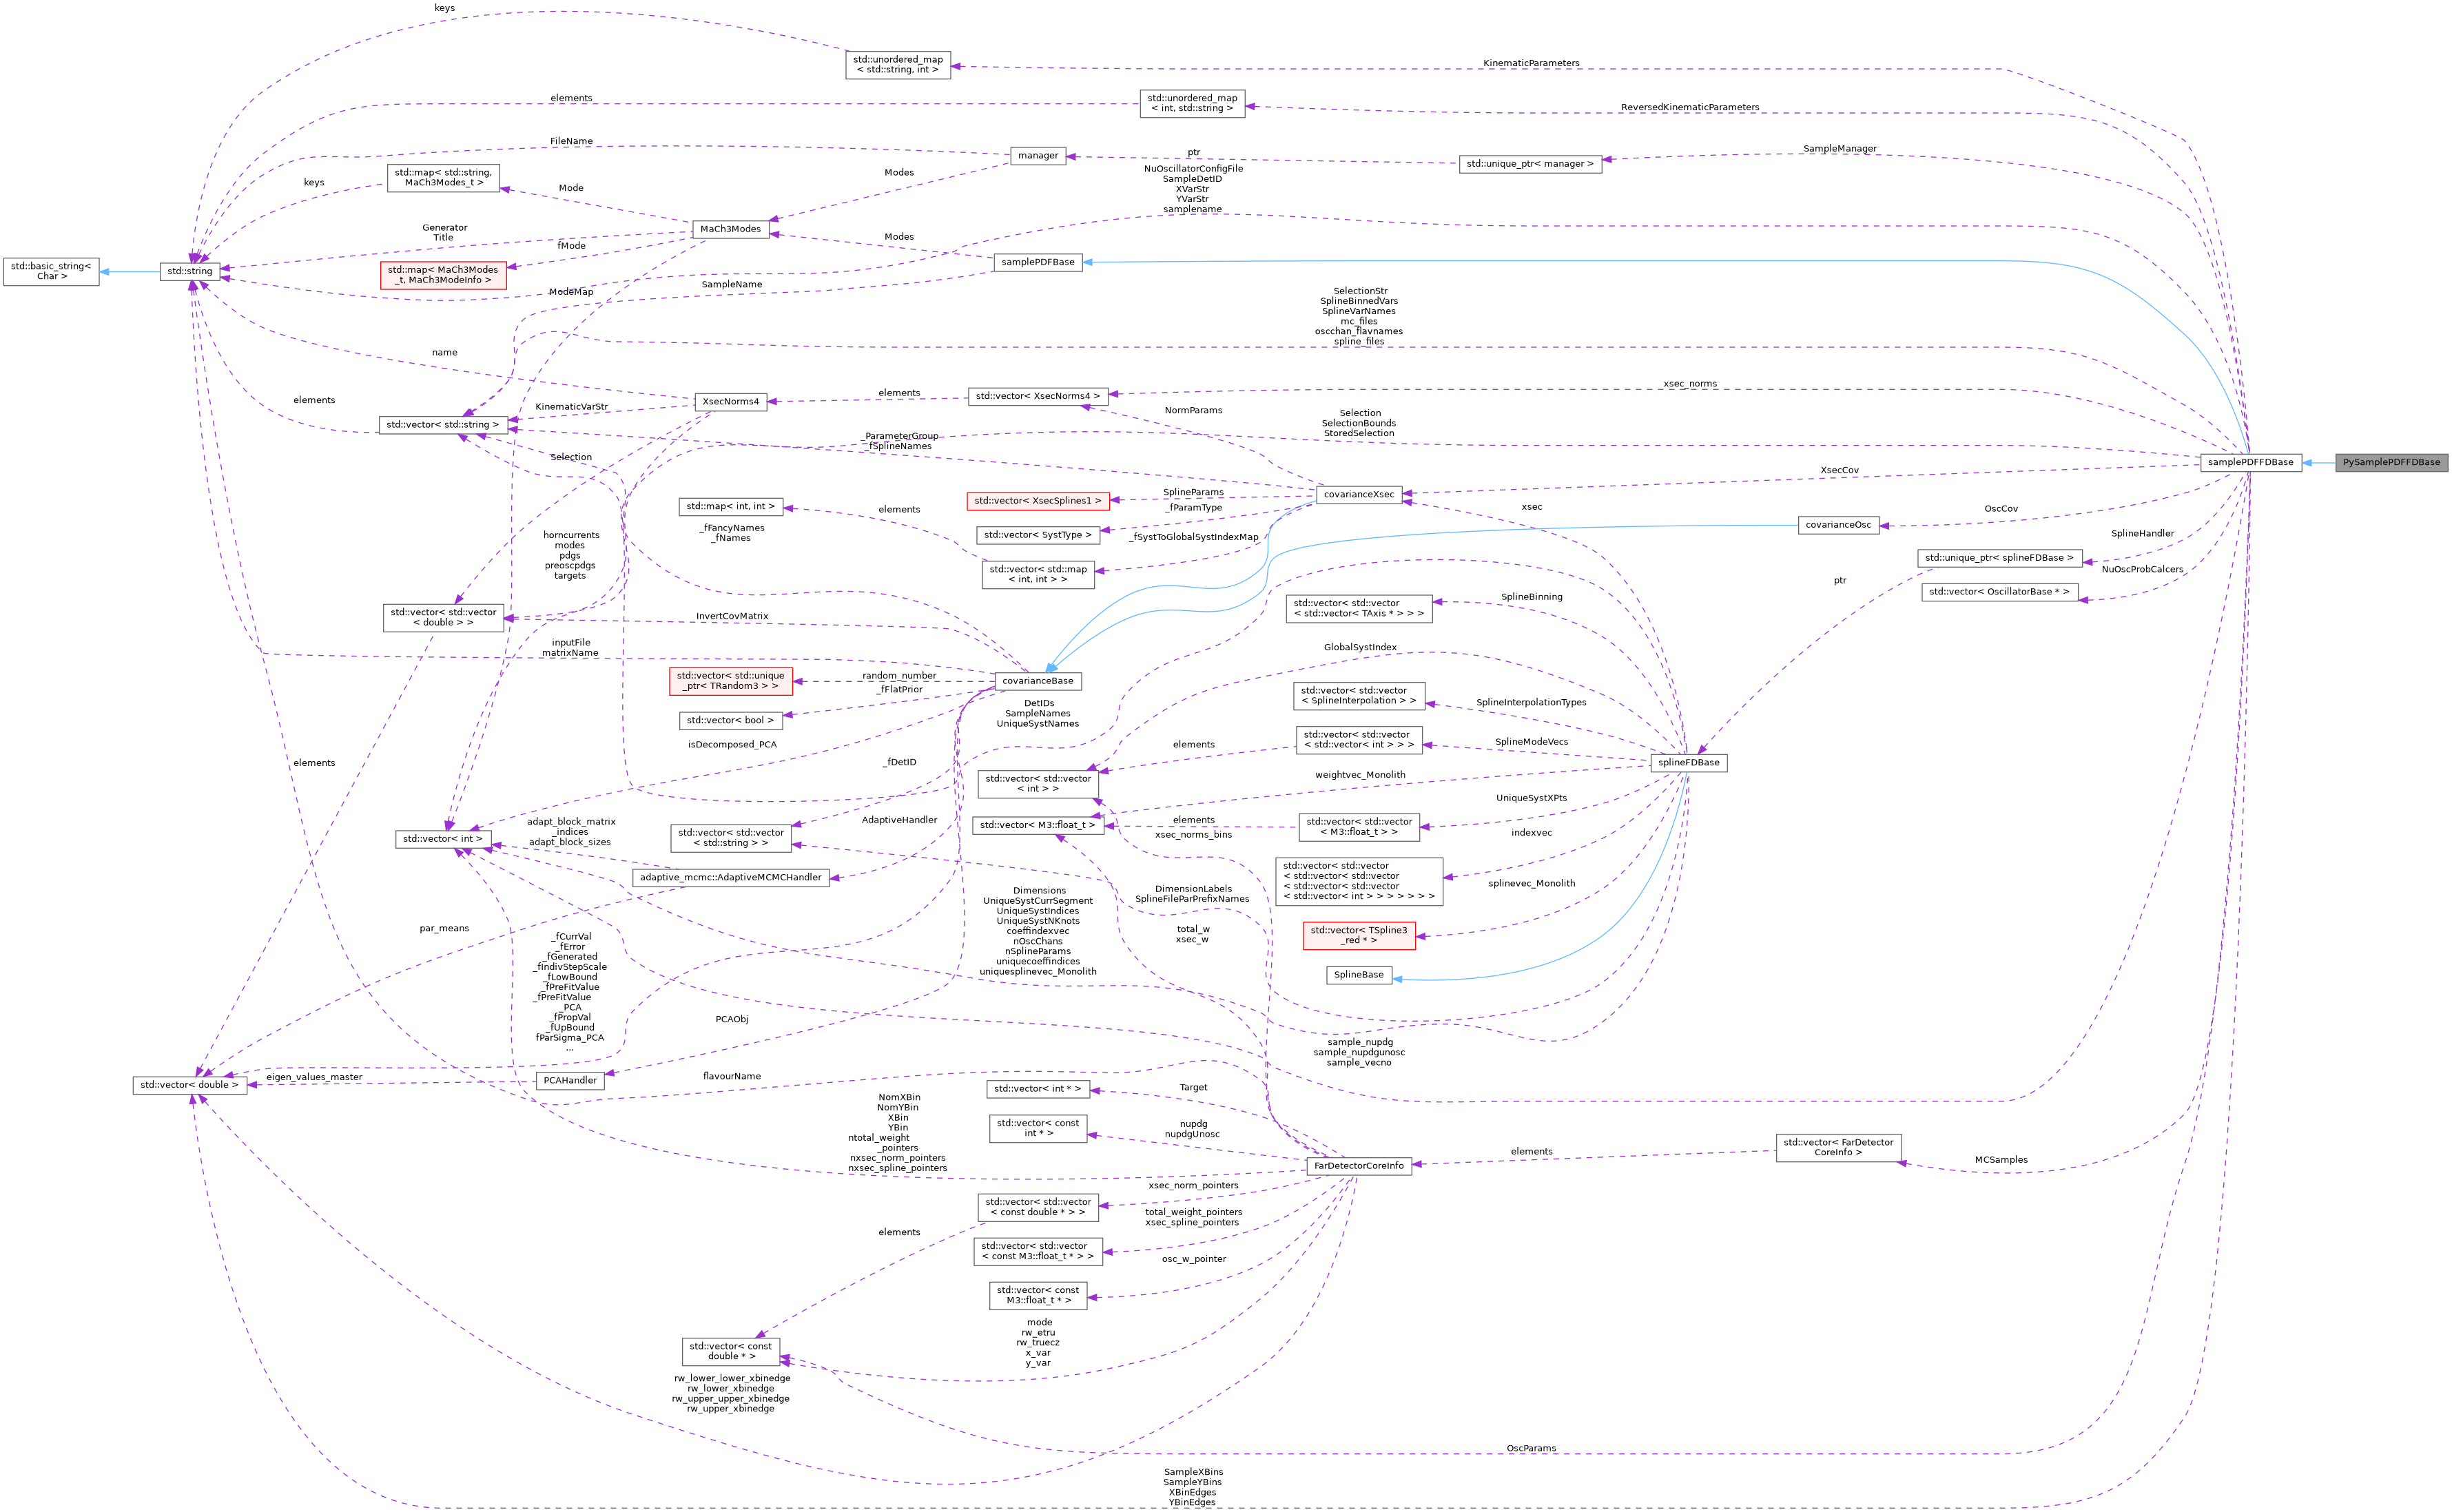 keys
std::unordered_map
< std::string, int >
KinematicParameters
elements
std::unordered_map
< int, std::string >
ReversedKinematicParameters
FileName
manager
ptr
std::unique_ptr< manager >
SampleManager
keys
std::map< std::string,
MaCh3Modes_t >
Mode
Modes
NuOscillatorConfigFile
SampleDetID
XVarStr
YVarStr
samplename
Generator
Title
MaCh3Modes
fMode
Modes
samplePDFBase
std::basic_string<
Char >
std::string
std::map< MaCh3Modes
_t, MaCh3ModeInfo >
ModeMap
SampleName
SelectionStr
SplineBinnedVars
SplineVarNames
mc_files
oscchan_flavnames
spline_files
name
elements
XsecNorms4
elements
std::vector< XsecNorms4 >
xsec_norms
KinematicVarStr
NormParams
std::vector< std::string >
_ParameterGroup
_fSplineNames
Selection
SelectionBounds
StoredSelection
Selection
samplePDFFDBase
PySamplePDFFDBase
XsecCov
std::map< int, int >
elements
std::vector< XsecSplines1 >
SplineParams
covarianceXsec
xsec
OscCov
_fFancyNames
_fNames
std::vector< SystType >
_fParamType
covarianceOsc
horncurrents
modes
pdgs
preoscpdgs
targets
_fSystToGlobalSystIndexMap
std::vector< std::map
< int, int > >
SplineHandler
std::unique_ptr< splineFDBase >
NuOscProbCalcers
std::vector< OscillatorBase * >
ptr
std::vector< std::vector
< double > >
InvertCovMatrix
std::vector< std::vector
< std::vector< TAxis * > > >
SplineBinning
inputFile
matrixName
GlobalSystIndex
std::vector< std::unique
_ptr< TRandom3 > >
random_number
_fFlatPrior
covarianceBase
std::vector< bool >
DetIDs
SampleNames
UniqueSystNames
std::vector< std::vector
< SplineInterpolation > >
SplineInterpolationTypes
isDecomposed_PCA
elements
std::vector< std::vector
< std::vector< int > > >
SplineModeVecs
elements
_fDetID
std::vector< std::vector
< int > >
weightvec_Monolith
splineFDBase
UniqueSystXPts
std::vector< int >
adapt_block_matrix
_indices
adapt_block_sizes
std::vector< std::vector
< std::string > >
AdaptiveHandler
std::vector< M3::float_t >
elements
xsec_norms_bins
std::vector< std::vector
< M3::float_t > >
indexvec
adaptive_mcmc::AdaptiveMCMCHandler
std::vector< std::vector
< std::vector< std::vector
< std::vector< std::vector
< std::vector< int > > > > > > >
splinevec_Monolith
Dimensions
UniqueSystCurrSegment
UniqueSystIndices
UniqueSystNKnots
coeffindexvec
nOscChans
nSplineParams
uniquecoeffindices
uniquesplinevec_Monolith
DimensionLabels
SplineFileParPrefixNames
par_means
total_w
xsec_w
std::vector< TSpline3
_red * >
SplineBase
_fCurrVal
_fError
_fGenerated
_fIndivStepScale
_fLowBound
_fPreFitValue
_fPreFitValue
_PCA
_fPropVal
_fUpBound
fParSigma_PCA
...
PCAObj
sample_nupdg
sample_nupdgunosc
sample_vecno
std::vector< double >
eigen_values_master
PCAHandler
flavourName
std::vector< int * >
Target
NomXBin
NomYBin
XBin
YBin
ntotal_weight
_pointers
nxsec_norm_pointers
nxsec_spline_pointers
std::vector< const
int * >
nupdg
nupdgUnosc
FarDetectorCoreInfo
elements
std::vector< FarDetector
CoreInfo >
MCSamples
std::vector< std::vector
< const double * > >
xsec_norm_pointers
elements
total_weight_pointers
xsec_spline_pointers
std::vector< std::vector
< const M3::float_t * > >
osc_w_pointer
std::vector< const
M3::float_t * >
mode
rw_etru
rw_truecz
x_var
y_var
std::vector< const
double * >
rw_lower_lower_xbinedge
rw_lower_xbinedge
rw_upper_upper_xbinedge
rw_upper_xbinedge
OscParams
SampleXBins
SampleYBins
XBinEdges
YBinEdges